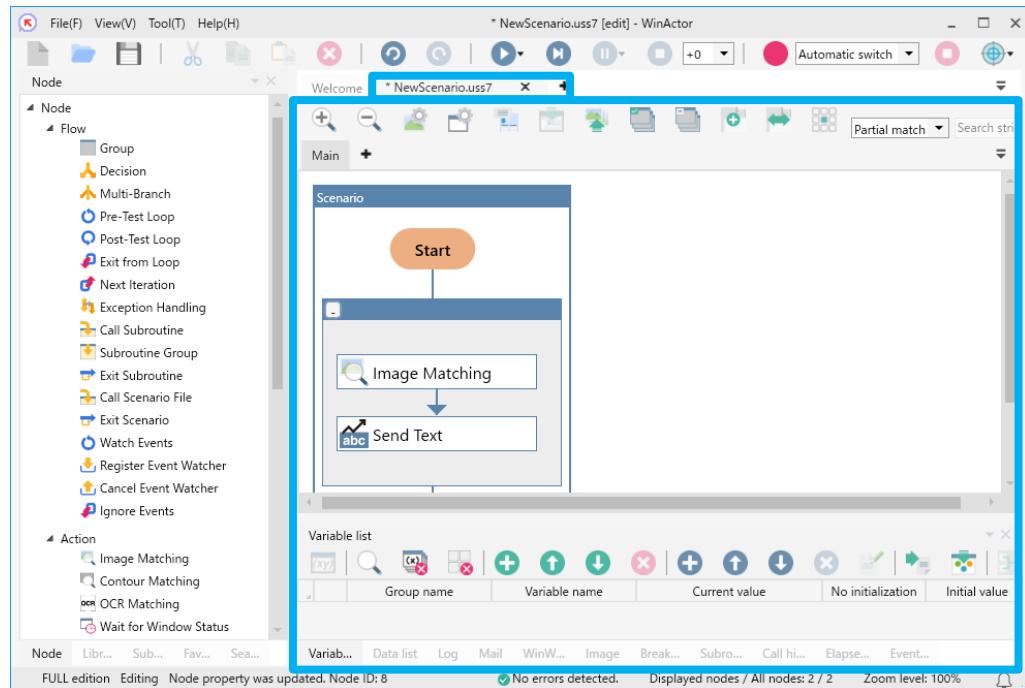 File(F) View(V) Tool(T) Help(H) * NewScenario.uss7 [edit] - WinActor
+0 Automatic switch
Node
Welcome * NewScenario.uss7
Node
Flow
Group
Decision
Multi-Branch
Pre-Test Loop
Post-Test Loop
Exit from Loop
Next Iteration
Exception Handling
Call Subroutine
Subroutine Group
Exit Subroutine
Call Scenario File
Exit Scenario
Watch Events
Register Event Watcher
Cancel Event Watcher
Ignore Events
Action
Image Matching
Contour Matching
OCR OCR Matching
Wait for Window Status
Node Libr... Sub... Fav... Sea...
Partial match Search stri
Main
Scenario
Start
Image Matching
abc Send Text
Variable list
Group name Variable name Current value No initialization Initial value
Variab... Data list Log Mail WinW... Image Break... Subro... Call hi... Elapse... Event...
FULL edition Editing Node property was updated. Node ID: 8 No errors detected. Displayed nodes / All nodes: 2 / 2 Zoom level: 100%